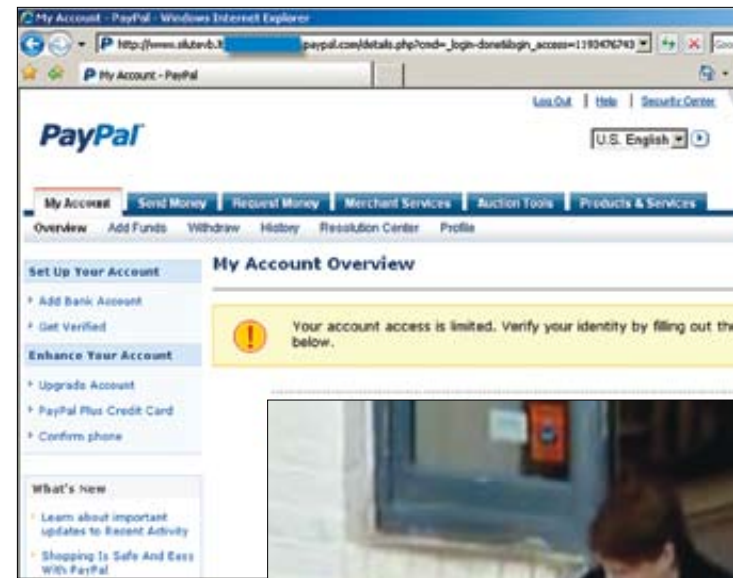 My Account - PayPal - Windows Internet Explorer
paypal.com/details.php?cmd=_login-done&login_access=1193476743
My Account - PayPal
Log Out | Help | Security Center
PayPal
U.S. English
My Account Send Money Request Money Merchant Services Auction Tools Products & Services
Overview Add Funds Withdraw History Resolution Center Profile
Set Up Your Account
My Account Overview
Add Bank Account
Get Verified
Your account access is limited. Verify your identity by filling out the
below.
Enhance Your Account
Upgrade Account
PayPal Plus Credit Card
Confirm phone
What's New
Learn about important
updates to Recent Activity
Shopping Is Safe And Easy
With PayPal